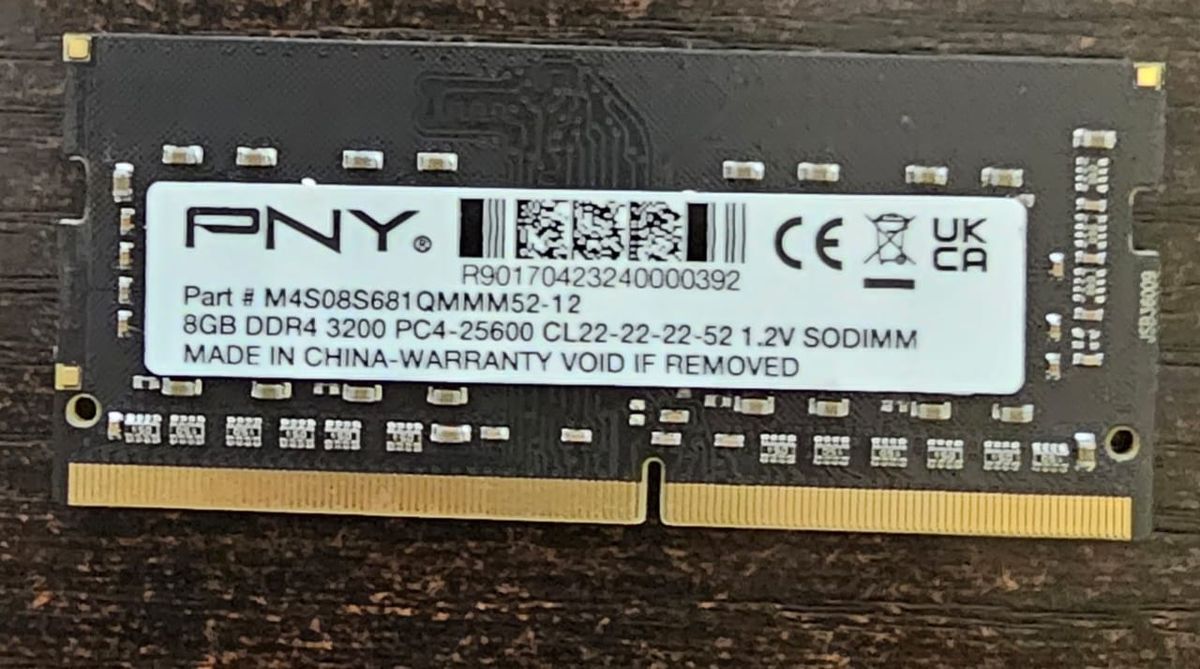 PNY®
R90170423240000392
CE
UK
CA
Part # M4S08S681QMMM52-12
8GB DDR4 3200 PC4-25600 CL22-22-22-52 1.2V SODIMM
MADE IN CHINA-WARRANTY VOID IF REMOVED